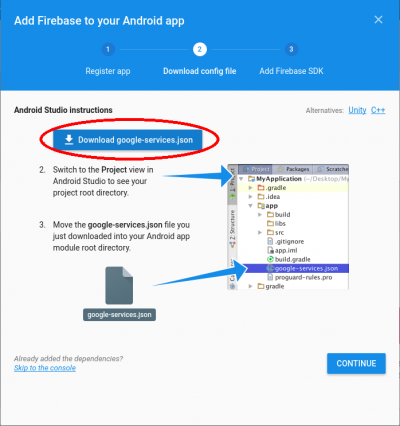 Add Firebase to your Android app
1
2
3
Register app
Download config file
Add Firebase SDK
Android Studio instructions
Alternatives: Unity C++
Download google-services.json
2. Switch to the Project view in
Android Studio to see your
project root directory.
3. Move the google-services.json file you
just downloaded into your Android app
module root directory.
google-services.json
Project
Packages
Scratche
MyApplication (~/Desktop/My
.gradle
.idea
app
build
libs
src
.gitignore
app.iml
build.gradle
google-services.json
proguard-rules.pro
gradle
1: Project
Z: Structure
Already added the dependencies?
Skip to the console
CONTINUE